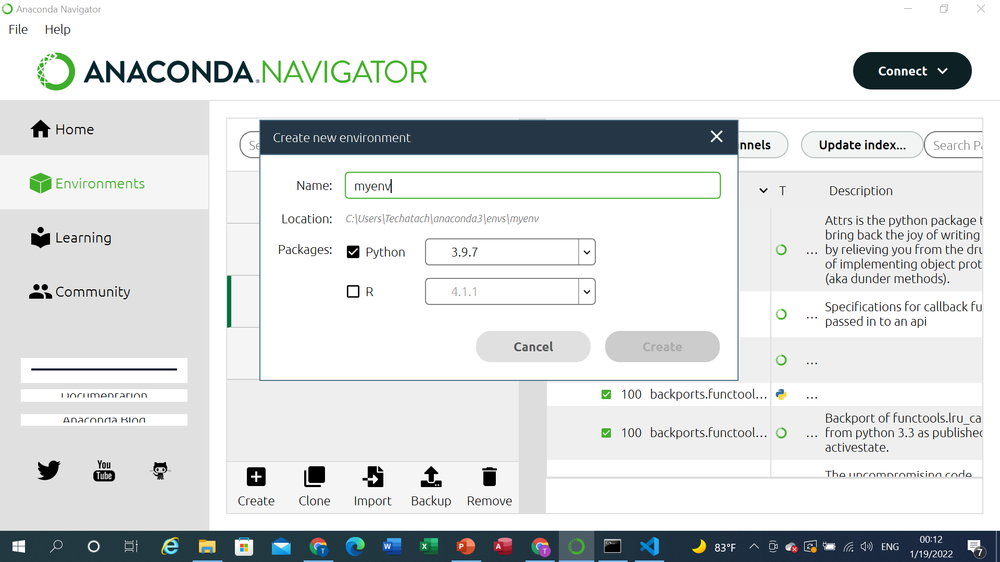 Anaconda Navigator
File Help
ANACONDA.NAVIGATOR
Connect
Home
Environments
Learning
Community
Documentation
Anaconda Blog
You
Tube
Se
nnels
Update index...
Search Pa
Create new environment
Name: myenv
Location: C:\Users\Techatach\anaconda3\envs\myenv
Packages: Python 3.9.7
R 4.1.1
Cancel Create
T Description
... Attrs is the python package t
bring back the joy of writing
by relieving you from the dru
of implementing object prot
(aka dunder methods).
... Specifications for callback fu
passed in to an api
...
100 backports.functool... ...
100 backports.functool... ... Backport of functools.lru_ca
from python 3.3 as published
activestate.
The uncompromising code
Create Clone Import Backup Remove
83°F ENG 00:12
1/19/2022
7